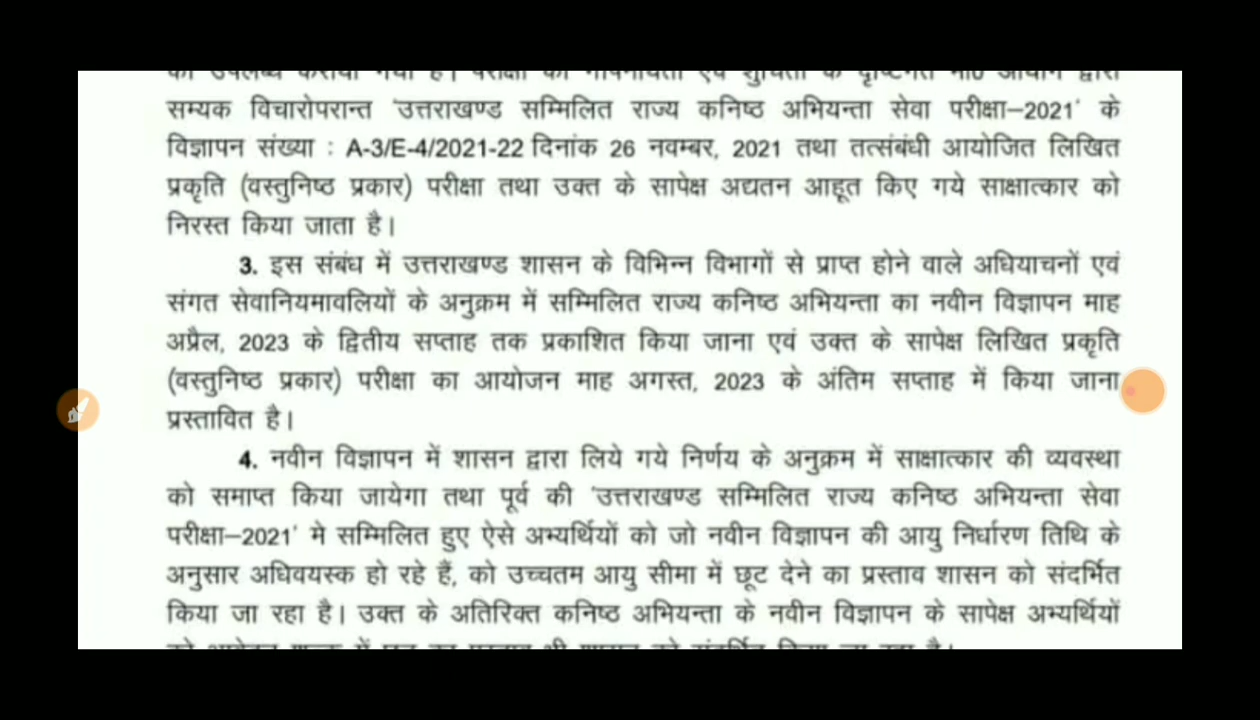 सम्यक विचारोपरान्त 'उत्तराखण्ड सम्मिलित राज्य कनिष्ठ अभियन्ता सेवा परीक्षा–2021' के
विज्ञापन संख्या : A-3/E-4/2021-22 दिनांक 26 नवम्बर, 2021 तथा तत्संबंधी आयोजित लिखित
प्रकृति (वस्तुनिष्ठ प्रकार) परीक्षा तथा उक्त के सापेक्ष अद्यतन आहूत किए गये साक्षात्कार को
निरस्त किया जाता है।
3. इस संबंध में उत्तराखण्ड शासन के विभिन्न विभागों से प्राप्त होने वाले अधियाचनों एवं
संगत सेवानियमावलियों के अनुक्रम में सम्मिलित राज्य कनिष्ठ अभियन्ता का नवीन विज्ञापन माह
अप्रैल, 2023 के द्वितीय सप्ताह तक प्रकाशित किया जाना एवं उक्त के सापेक्ष लिखित प्रकृति
(वस्तुनिष्ठ प्रकार) परीक्षा का आयोजन माह अगस्त, 2023 के अंतिम सप्ताह में किया जाना
प्रस्तावित है।
4. नवीन विज्ञापन में शासन द्वारा लिये गये निर्णय के अनुक्रम में साक्षात्कार की व्यवस्था
को समाप्त किया जायेगा तथा पूर्व की 'उत्तराखण्ड सम्मिलित राज्य कनिष्ठ अभियन्ता सेवा
परीक्षा–2021' मे सम्मिलित हुए ऐसे अभ्यर्थियों को जो नवीन विज्ञापन की आयु निर्धारण तिथि के
अनुसार अधिवयस्क हो रहे हैं, को उच्चतम आयु सीमा में छूट देने का प्रस्ताव शासन को संदर्भित
किया जा रहा है। उक्त के अतिरिक्त कनिष्ठ अभियन्ता के नवीन विज्ञापन के सापेक्ष अभ्यर्थियों